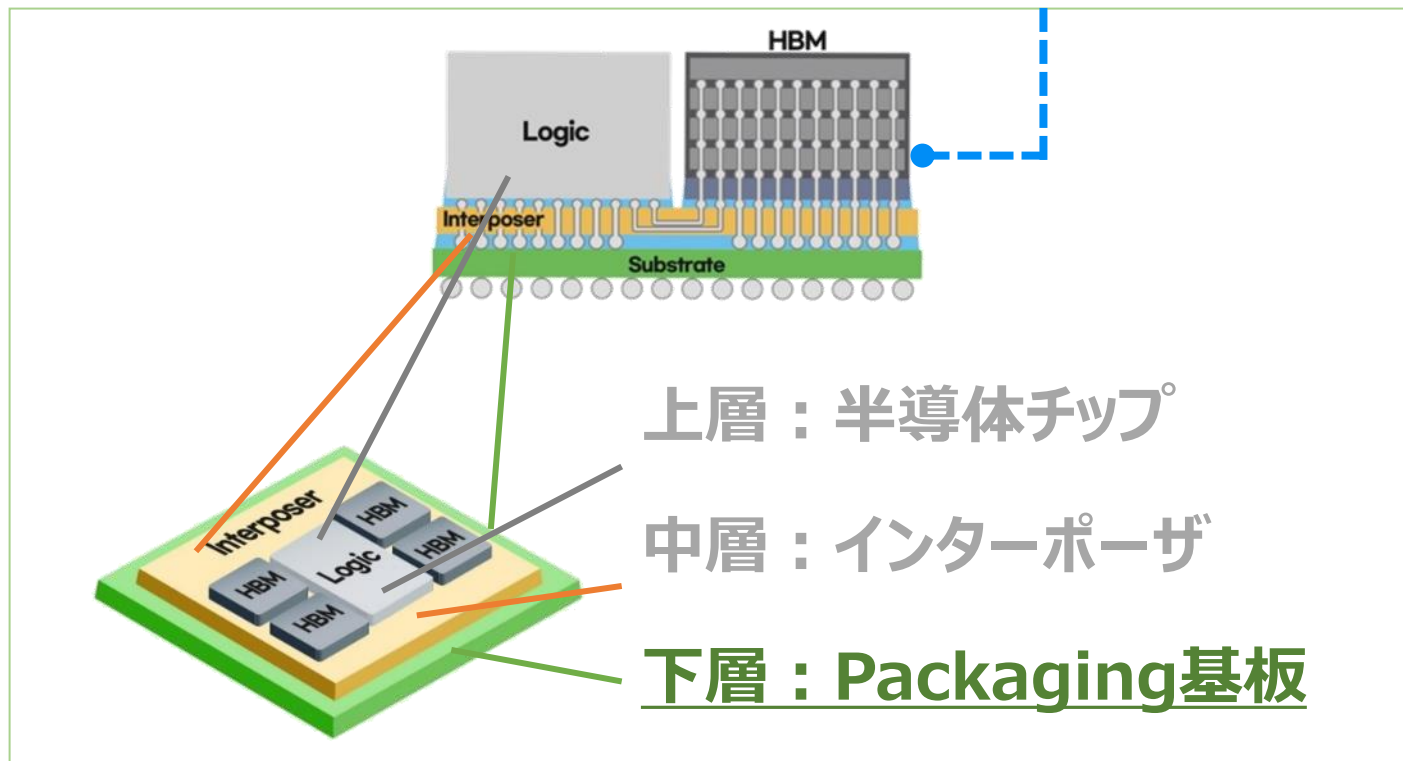 HBM
Logic
Interposer
Substrate
上層：半導体チップ
中層：インターポーザ
下層：Packaging基板
Interposer
HBM
HBM
Logic
HBM
HBM